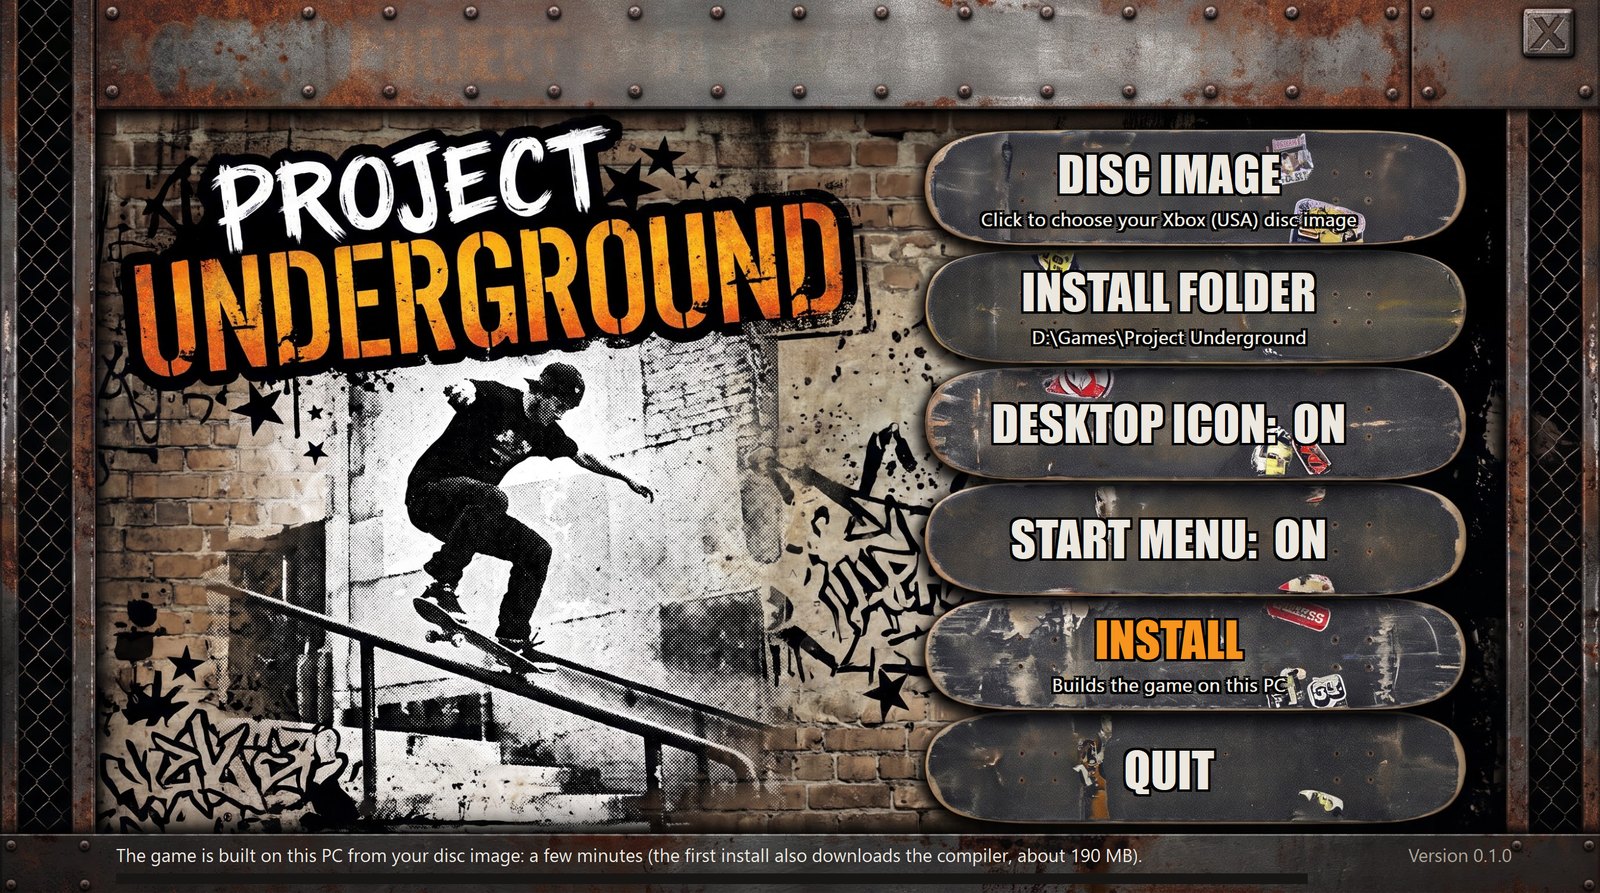 X
PROJECT
UNDERGROUND
DISC IMAGE
Click to choose your Xbox (USA) disc image
INSTALL FOLDER
D:\Games\Project Underground
DESKTOP ICON: ON
START MENU: ON
INSTALL
Builds the game on this PC
QUIT
The game is built on this PC from your disc image: a few minutes (the first install also downloads the compiler, about 190 MB).
Version 0.1.0